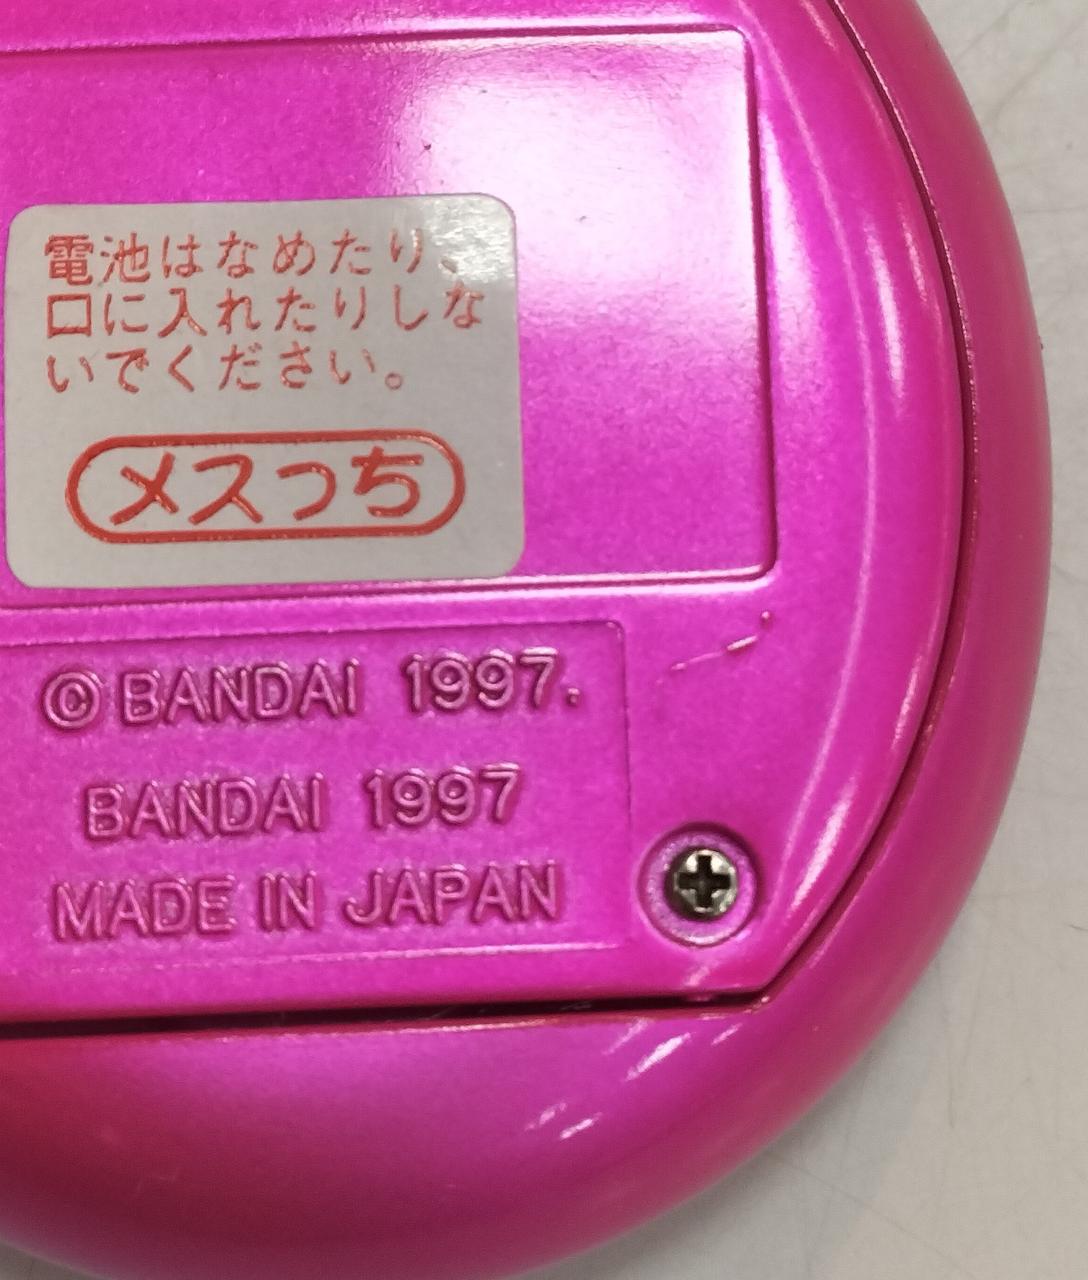 電池はなめたり、
口に入れたりしな
いでください。
メスっち
©BANDAI 1997.
BANDAI 1997
MADE IN JAPAN